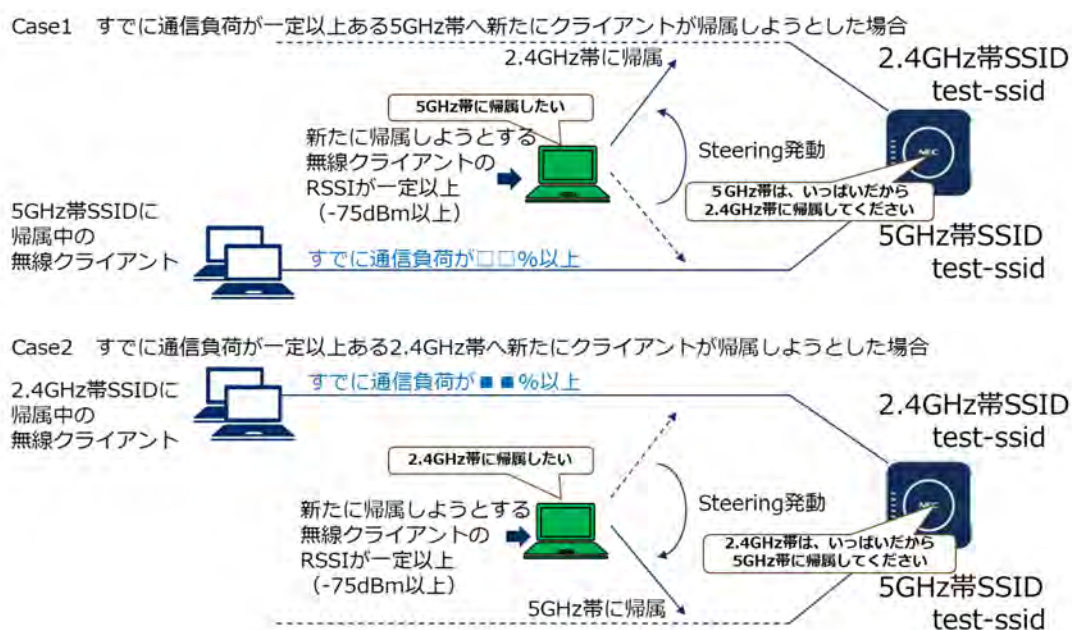 Case1 すでに通信負荷が一定以上ある5GHz帯へ新たにクライアントが帰属しようとした場合
2.4GHz帯に帰属
2.4GHz帯SSID
test-ssid
5GHz帯に帰属したい
新たに帰属しようとする
無線クライアントの
RSSIが一定以上
(-75dBm以上)
Steering発動
NEC
5GHz帯は、いっぱいだから
2.4GHz帯に帰属してください
5GHz帯SSIDに
帰属中の
無線クライアント
すでに通信負荷が□□%以上
5GHz帯SSID
test-ssid
Case2 すでに通信負荷が一定以上ある2.4GHz帯へ新たにクライアントが帰属しようとした場合
2.4GHz帯SSIDに
帰属中の
無線クライアント
すでに通信負荷が■■%以上
2.4GHz帯SSID
test-ssid
2.4GHz帯に帰属したい
新たに帰属しようとする
無線クライアントの
RSSIが一定以上
(-75dBm以上)
Steering発動
NEC
2.4GHz帯は、いっぱいだから
5GHz帯に帰属してください
5GHz帯に帰属
5GHz帯SSID
test-ssid